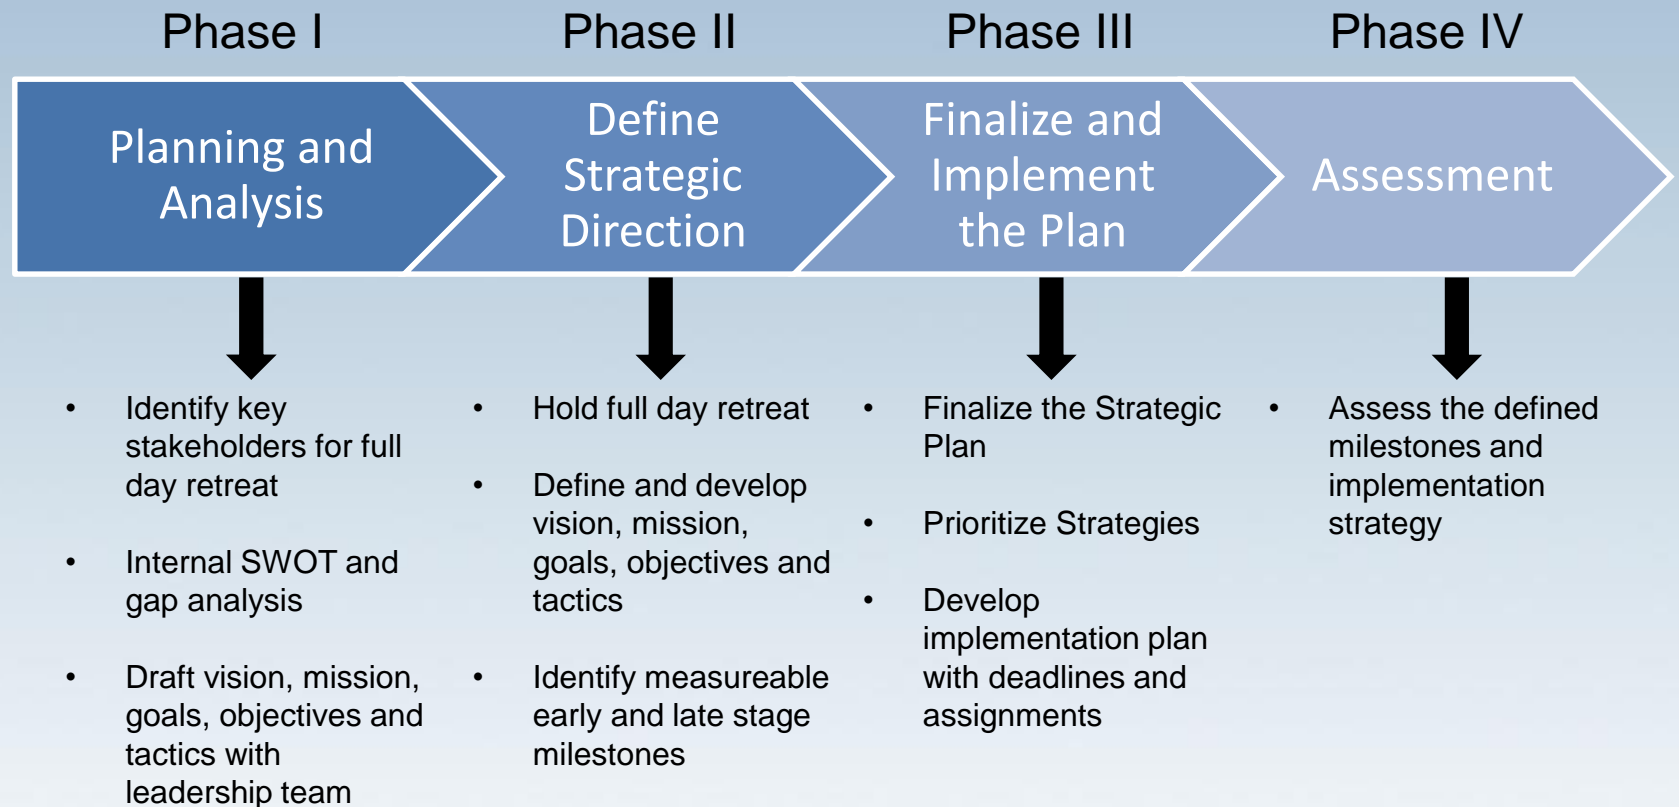 Phase I
Phase II
Phase III
Phase IV
Planning and
Analysis
Define
Strategic
Direction
Finalize and
Implement
the Plan
Assessment
• Identify key
stakeholders for full
day retreat
• Internal SWOT and
gap analysis
• Draft vision, mission,
goals, objectives and
tactics with
leadership team
• Hold full day retreat
• Define and develop
vision, mission,
goals, objectives and
tactics
• Identify measureable
early and late stage
milestones
• Finalize the Strategic
Plan
• Prioritize Strategies
• Develop
implementation plan
with deadlines and
assignments
• Assess the defined
milestones and
implementation
strategy